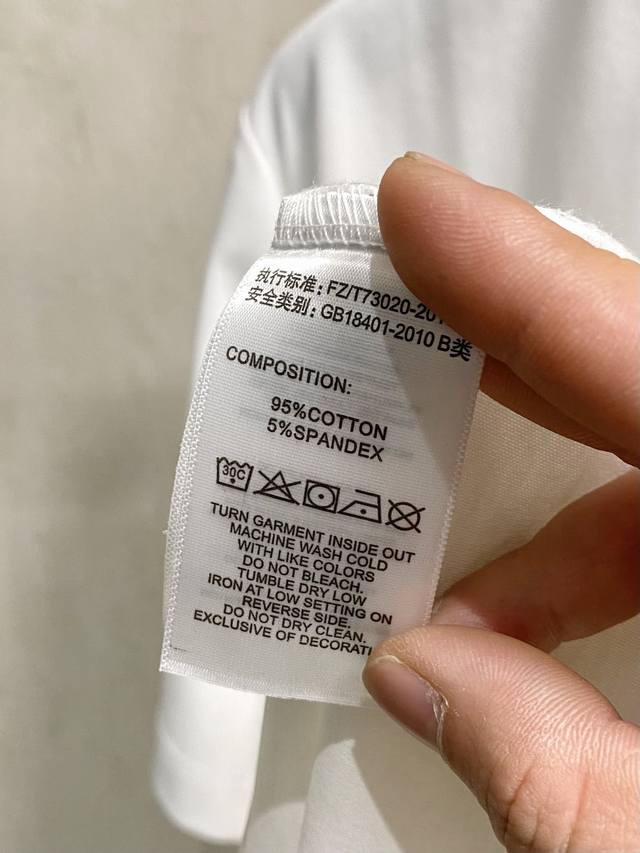 执行标准：FZ/T73020-20
安全类别：GB18401-2010 B类
COMPOSITION:
95%COTTON
5%SPANDEX
30C
TURN GARMENT INSIDE OUT
MACHINE WASH COLD
WITH LIKE COLORS
DO NOT BLEACH.
TUMBLE DRY LOW
IRON AT LOW SETTING ON
REVERSE SIDE.
DO NOT DRY CLEAN.
EXCLUSIVE OF DECORATI